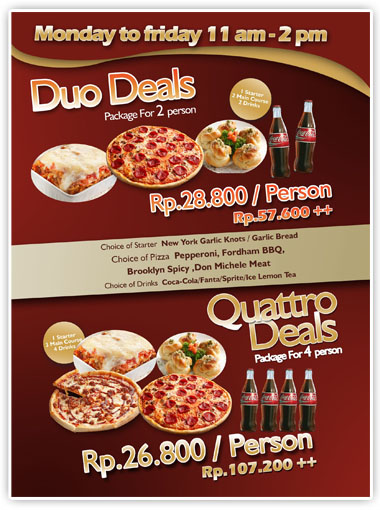 Monday to friday 11 am - 2 pm
Duo Deals
Package For 2 person
1 Starter
2 Main Course
2 Drinks
Rp.28.800 / Person
Rp.57.600 ++
Choice of Starter New York Garlic Knots / Garlic Bread
Choice of Pizza Pepperoni, Fordham BBQ,
Brooklyn Spicy ,Don Michele Meat
Choice of Drinks Coca-Cola/Fanta/Sprite/Ice Lemon Tea
Quattro
Deals
Package For 4 person
1 Starter
3 Main Course
4 Drinks
Rp.26.800 / Person
Rp.107.200 ++